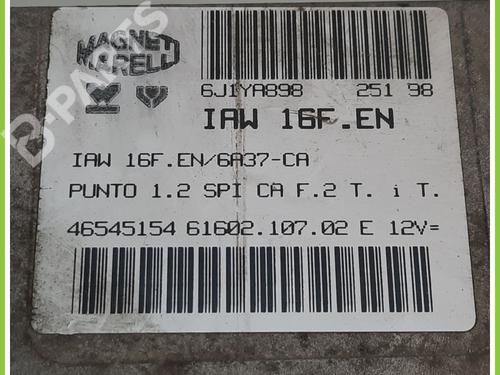 MAGNETI
MARELLI
B-PARTS
6J1YA898 251 98
IAW 16F.EN
IAW 16F.EN/6A37-CA
PUNTO 1.2 SPI CA F.2 T. i T.
46545154 61602.107.02 E 12V=